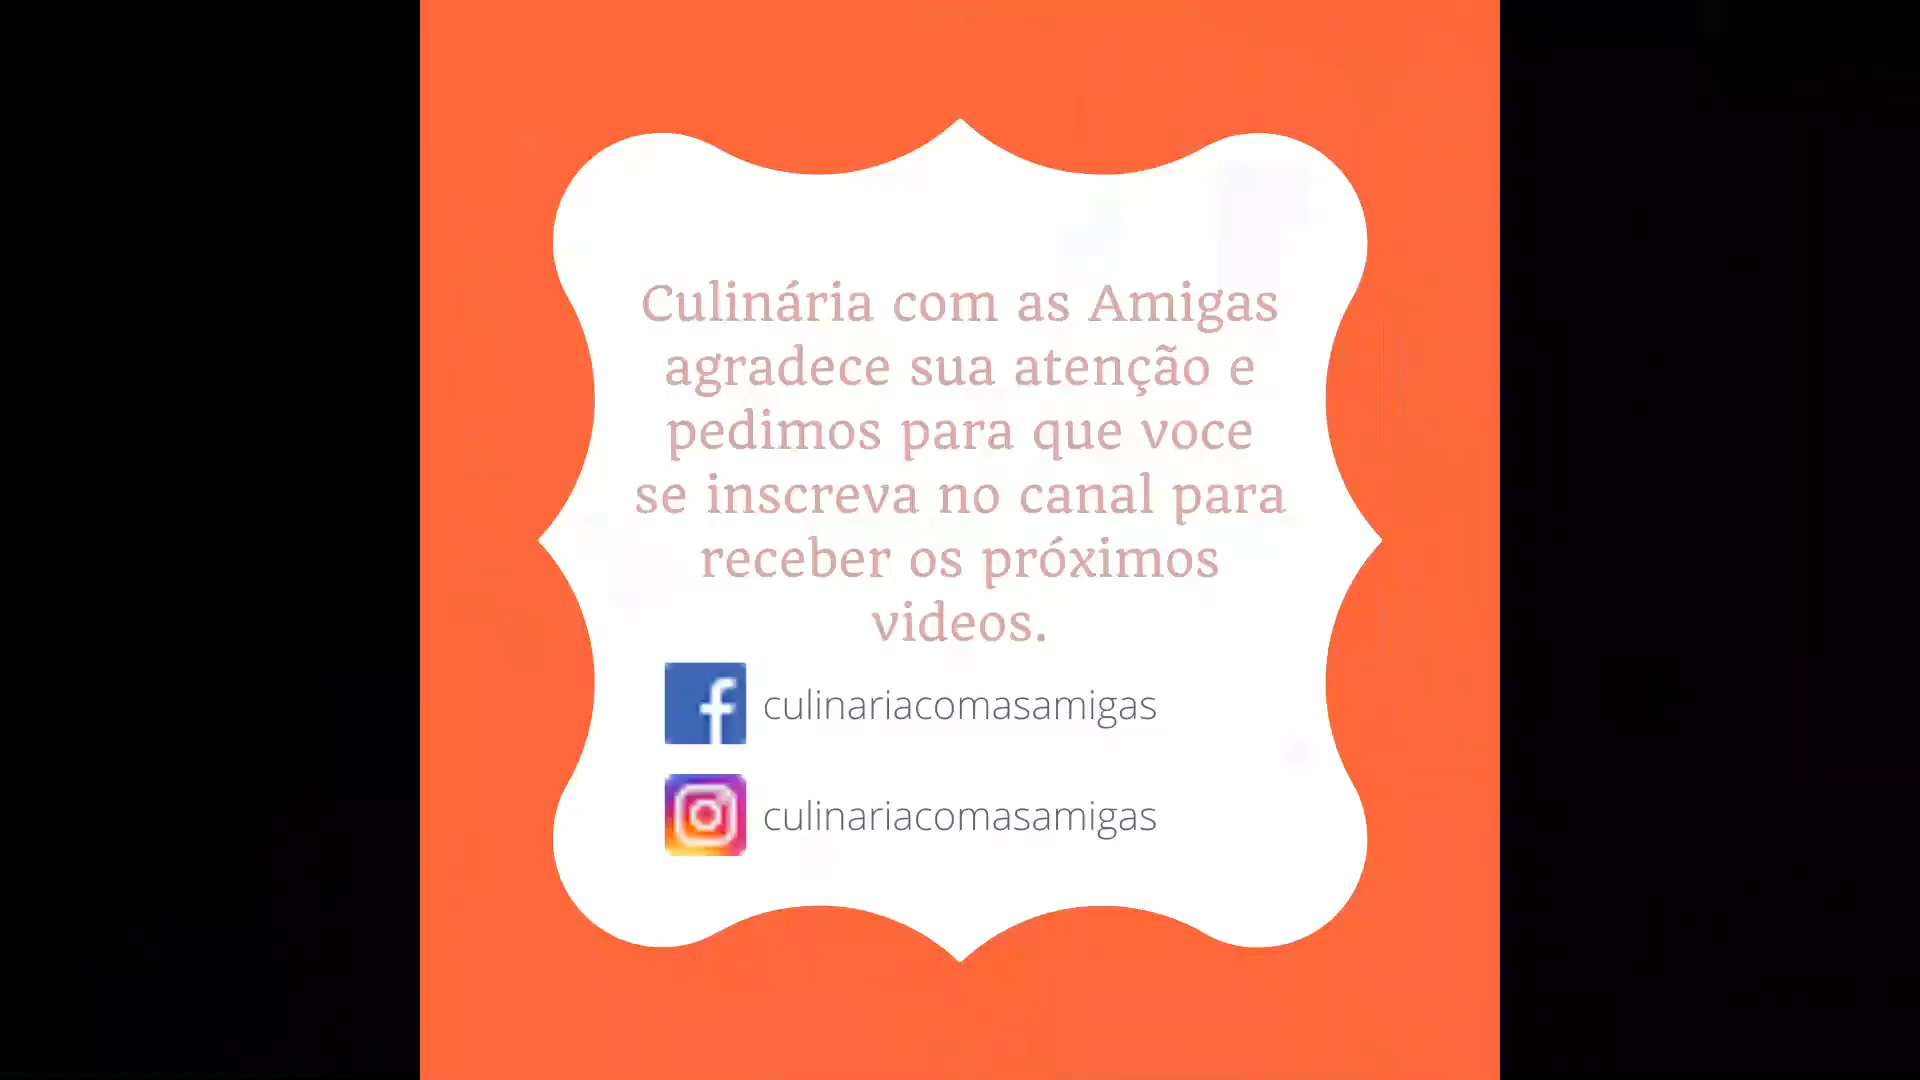 Culinária com as Amigas
agradece sua atenção e
pedimos para que voce
se inscreva no canal para
receber os próximos
videos.
culinariacomasamigas
culinariacomasamigas